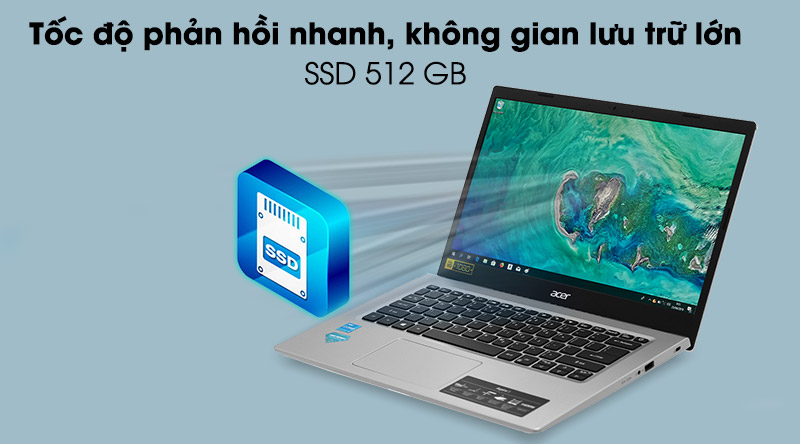 Tốc độ phản hồi nhanh, không gian lưu trữ lớn
SSD 512 GB
SSD
acer